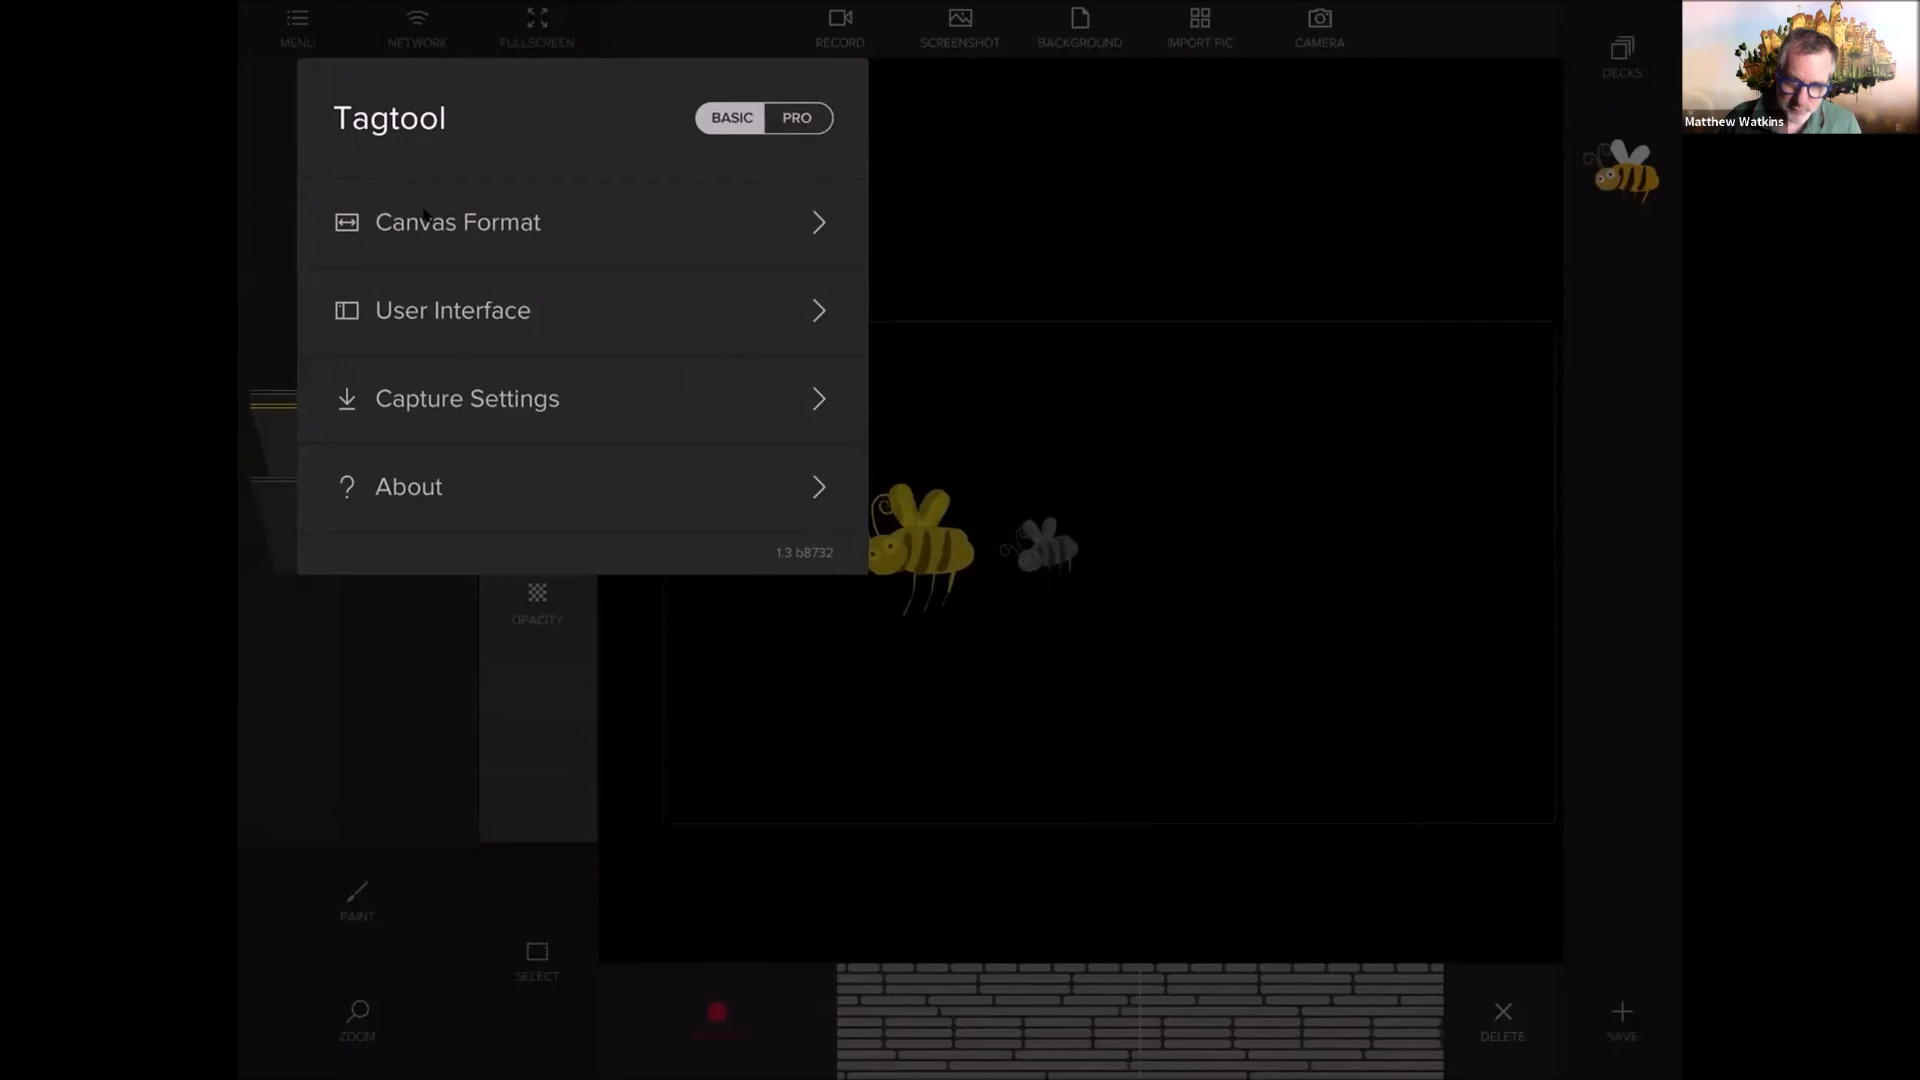 MENU
NETWORK
FULLSCREEN
RECORD
SCREENSHOT
BACKGROUND
IMPORT PIC
CAMERA
DECKS
Matthew Watkins
Tagtool
BASIC
PRO
Canvas Format
User Interface
Capture Settings
? About
1.3 b8732
OPACITY
PAINT
SELECT
ZOOM
DELETE
SAVE